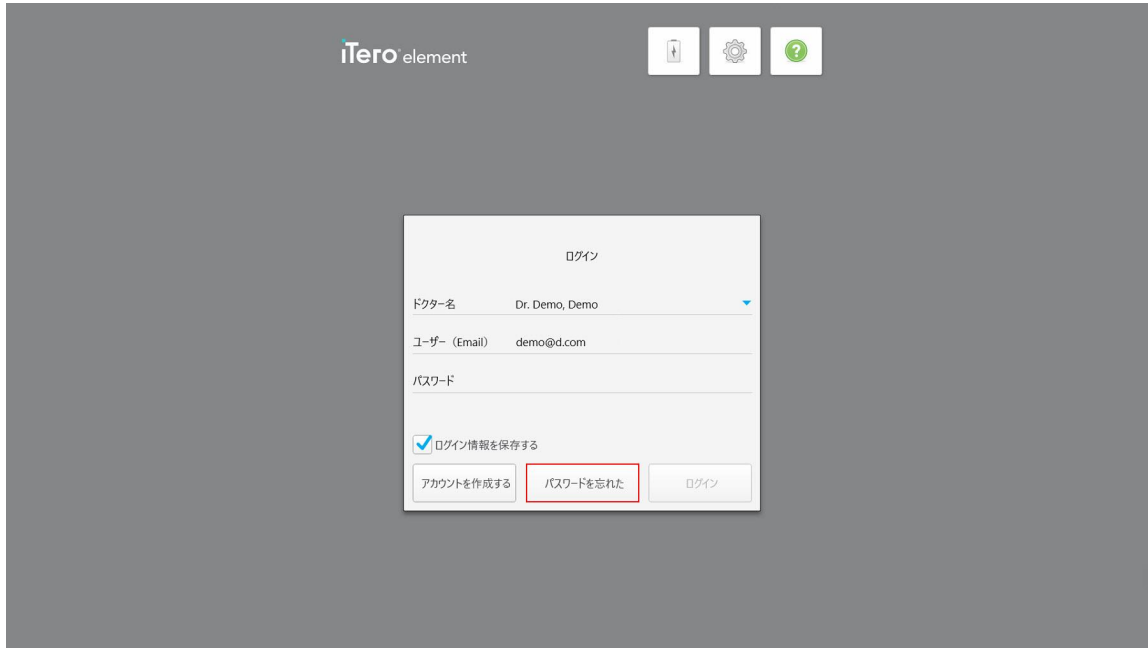 iTero element
?
ログイン
ドクター名 Dr. Demo, Demo
ユーザー（Email） demo@d.com
パスワード
ログイン情報を保存する
アカウントを作成する パスワードを忘れた ログイン